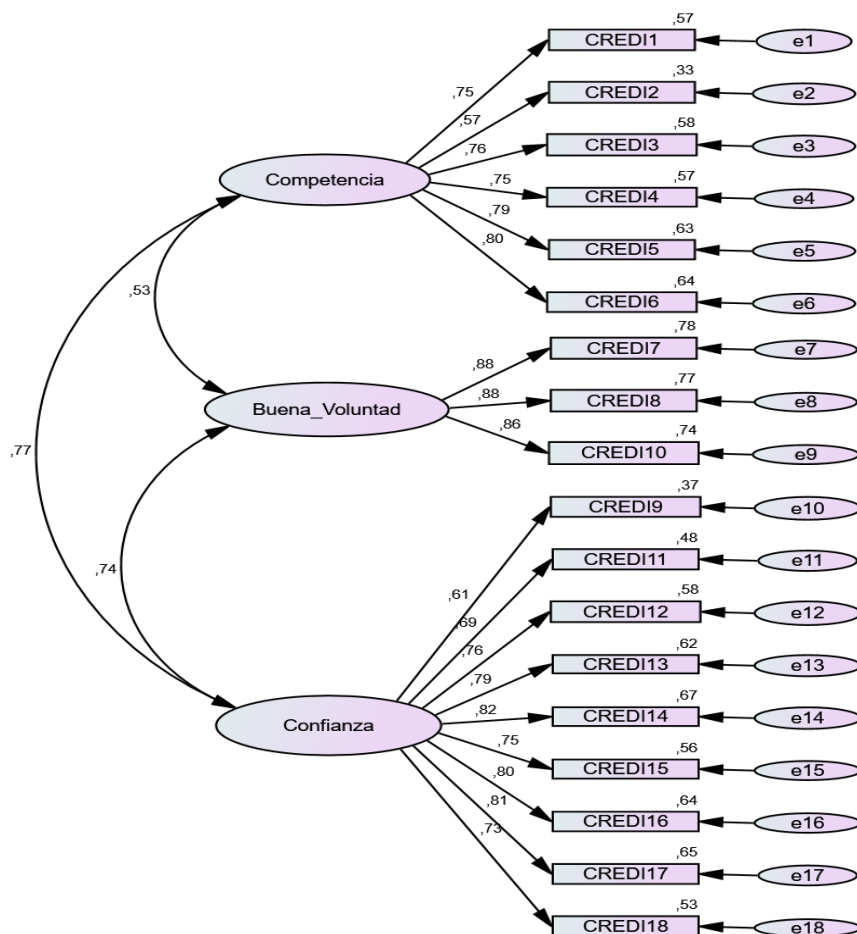 ,57
CREDI1
e1
,75
,33
CREDI2
e2
,57
,58
CREDI3
e3
,76
Competencia
,57
CREDI4
e4
,75
,63
CREDI5
e5
,79
,64
CREDI6
e6
,80
,53
,78
CREDI7
e7
,88
,77
CREDI8
e8
,88
Buena_Voluntad
,74
CREDI10
e9
,86
,77
,37
CREDI9
e10
,48
CREDI11
e11
,74
,61
,58
CREDI12
e12
,69
,62
CREDI13
e13
,76
,79
,67
CREDI14
e14
,82
Confianza
,56
CREDI15
e15
,75
,64
CREDI16
e16
,80
,65
CREDI17
e17
,81
,53
CREDI18
e18
,73